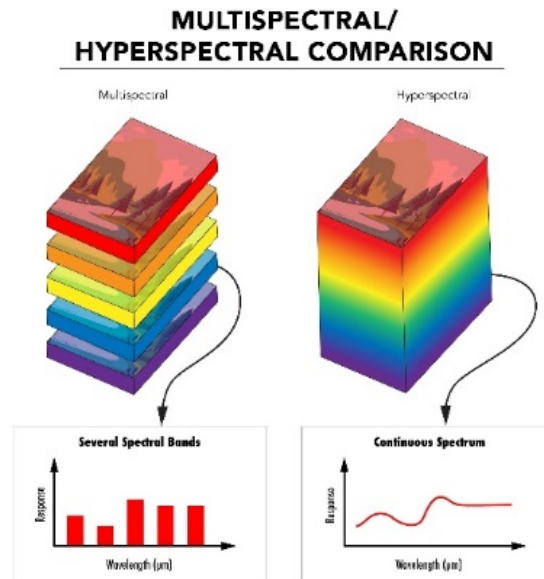 MULTISPECTRAL/
HYPERSPECTRAL COMPARISON
Multispectral
Hyperspectral
Several Spectral Bands
Response
Wavelength (µm)
Continuous Spectrum
Response
Wavelength (µm)